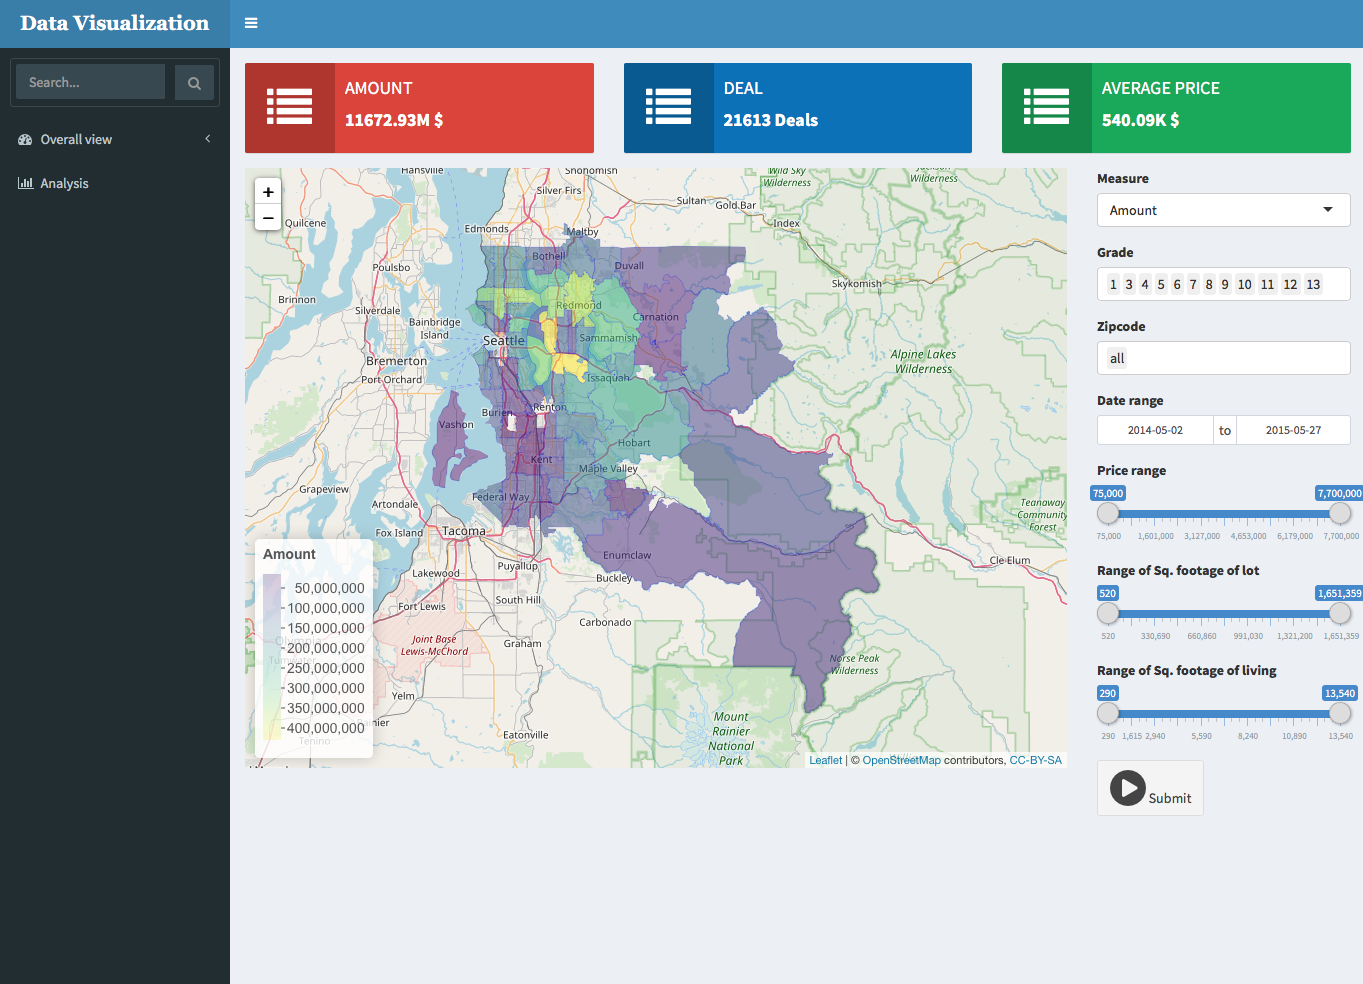 Data Visualization
Search...
Overall view
Analysis
AMOUNT
11672.93M $
DEAL
21613 Deals
AVERAGE PRICE
540.09K $
+
−
Hansville
Snohomish
Wild Sky
Wilderness
Jackson
Wilderness
Silver Firs
Sultan
Gold Bar
Index
Quilcene
Edmonds
Maltby
Bothell
Duvall
Poulsbo
Skykomish
Brinnon
Silverdale
Redmond
Carnation
Bainbridge
Island
Seattle
Sammamish
Alpine Lakes
Wilderness
Bremerton
Port Orchard
Issaquah
Burien
Renton
Vashon
Hobart
Kent
Maple Valley
Grapeview
Federal Way
Artondale
Teanaway
Community
Forest
Fox Island
Tacoma
Enumclaw
Cle Elum
Puyallup
Lakewood
Buckley
Fort Lewis
South Hill
Carbonado
Joint Base
Lewis-McChord
Graham
Norse Peak
Wilderness
Yelm
Rainier
Tenino
Eatonville
Mount
Rainier
National
Park
Amount
50,000,000
100,000,000
150,000,000
200,000,000
250,000,000
300,000,000
350,000,000
400,000,000
Leaflet | © OpenStreetMap contributors, CC-BY-SA
Measure
Amount
Grade
1 3 4 5 6 7 8 9 10 11 12 13
Zipcode
all
Date range
2014-05-02 to 2015-05-27
Price range
75,000 7,700,000
75,000 1,601,000 3,127,000 4,653,000 6,179,000 7,700,000
Range of Sq. footage of lot
520 1,651,359
520 330,690 660,860 991,030 1,321,200 1,651,359
Range of Sq. footage of living
290 13,540
290 1,615 2,940 5,590 8,240 10,890 13,540
Submit